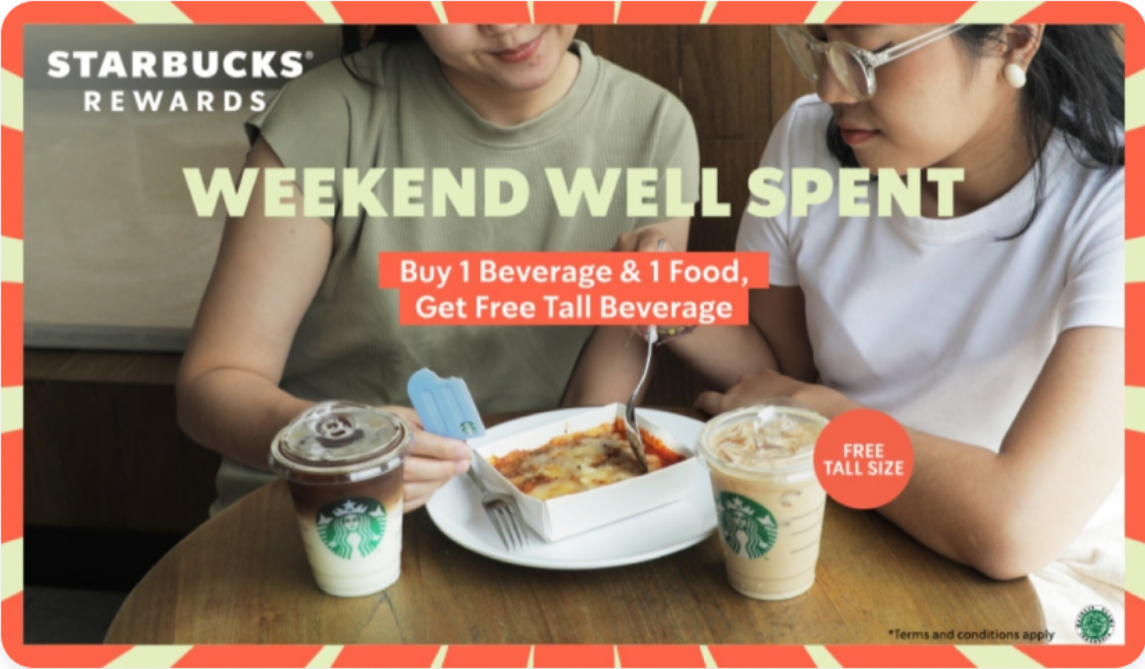 STARBUCKS®
REWARDS
WEEKEND WELL SPENT
Buy 1 Beverage & 1 Food,
Get Free Tall Beverage
FREE
TALL SIZE
*Terms and conditions apply